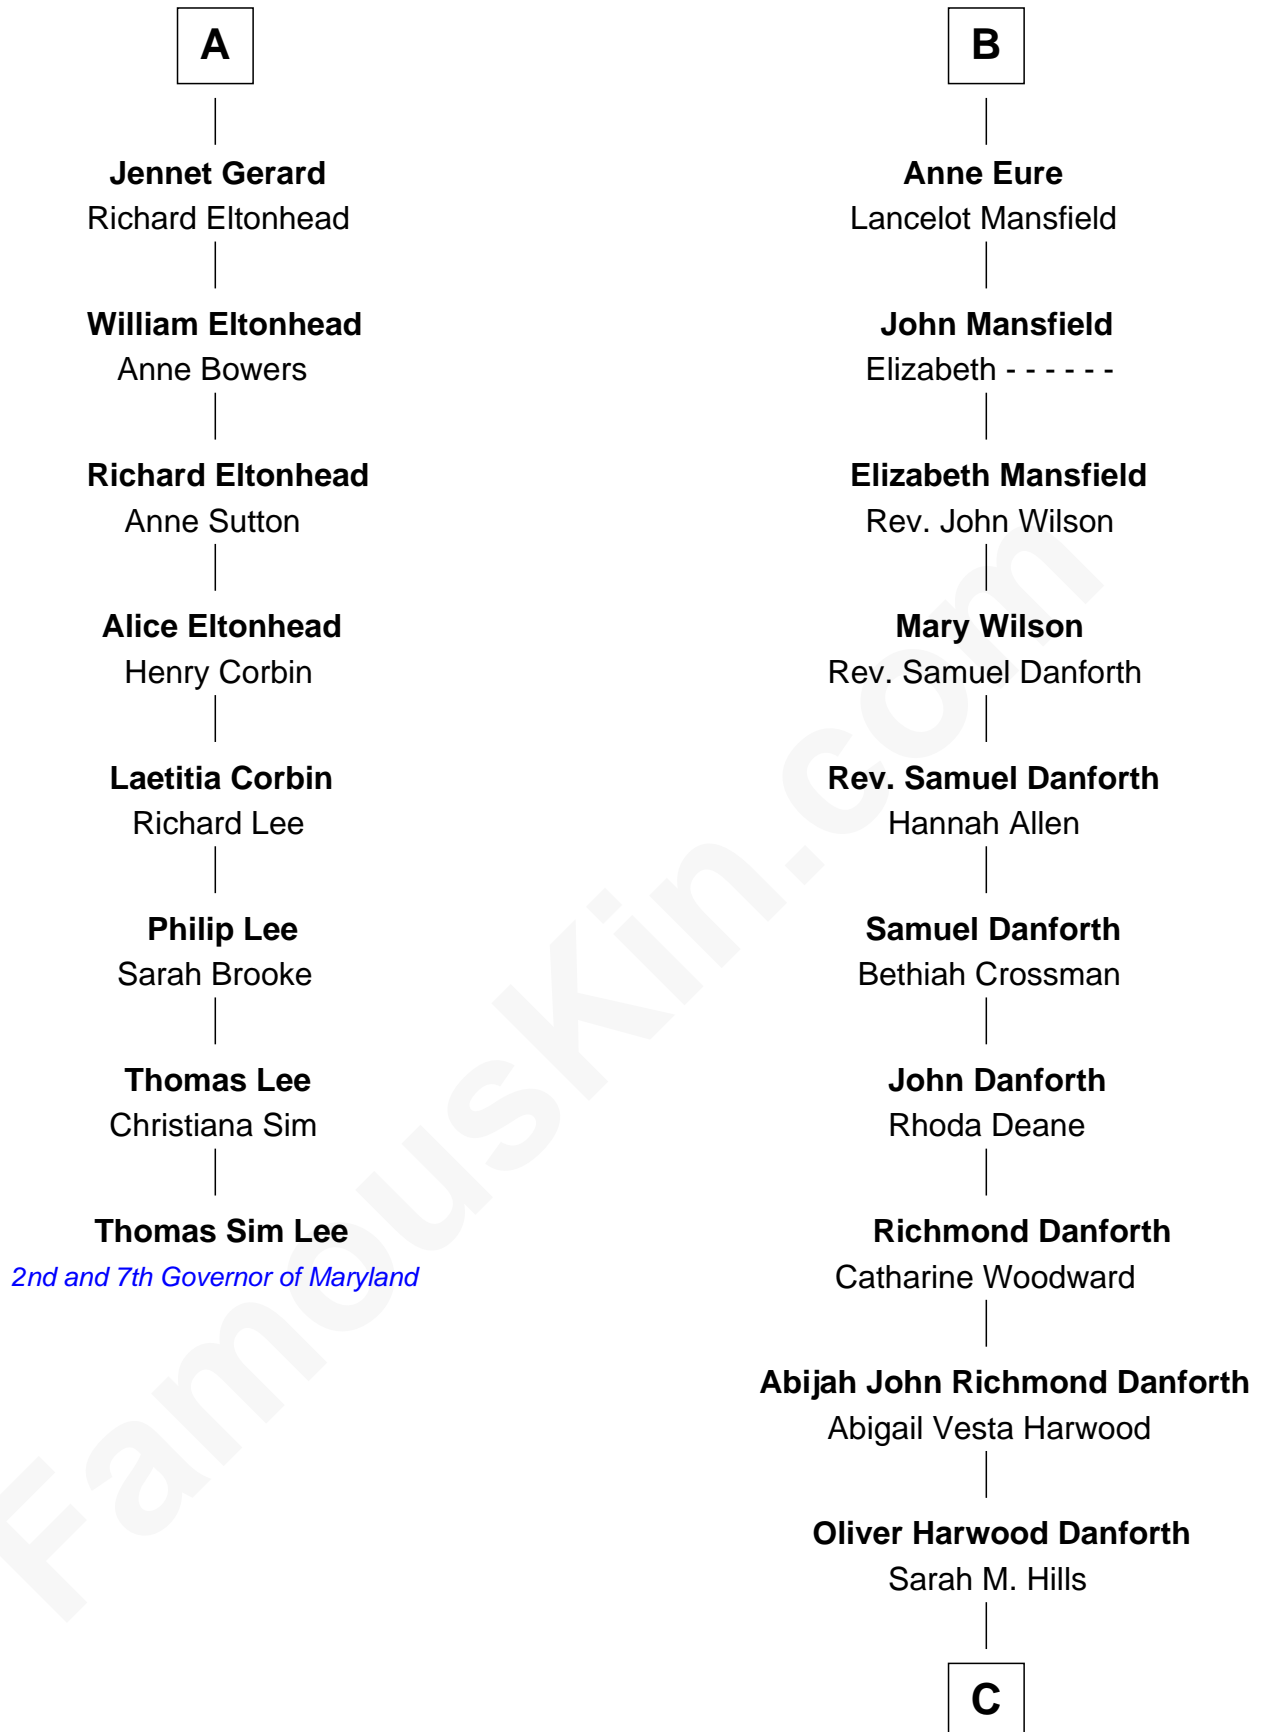 A
Jennet Gerard
Richard Eltonhead
William Eltonhead
Anne Bowers
Richard Eltonhead
Anne Sutton
Alice Eltonhead
Henry Corbin
Laetitia Corbin
Richard Lee
Philip Lee
Sarah Brooke
Thomas Lee
Christiana Sim
Thomas Sim Lee
2nd and 7th Governor of Maryland
B
Anne Eure
Lancelot Mansfield
John Mansfield
Elizabeth - - - - - -
Elizabeth Mansfield
Rev. John Wilson
Mary Wilson
Rev. Samuel Danforth
Rev. Samuel Danforth
Hannah Allen
Samuel Danforth
Bethiah Crossman
John Danforth
Rhoda Deane
Richmond Danforth
Catharine Woodward
Abijah John Richmond Danforth
Abigail Vesta Harwood
Oliver Harwood Danforth
Sarah M. Hills
C
FamousKin.com